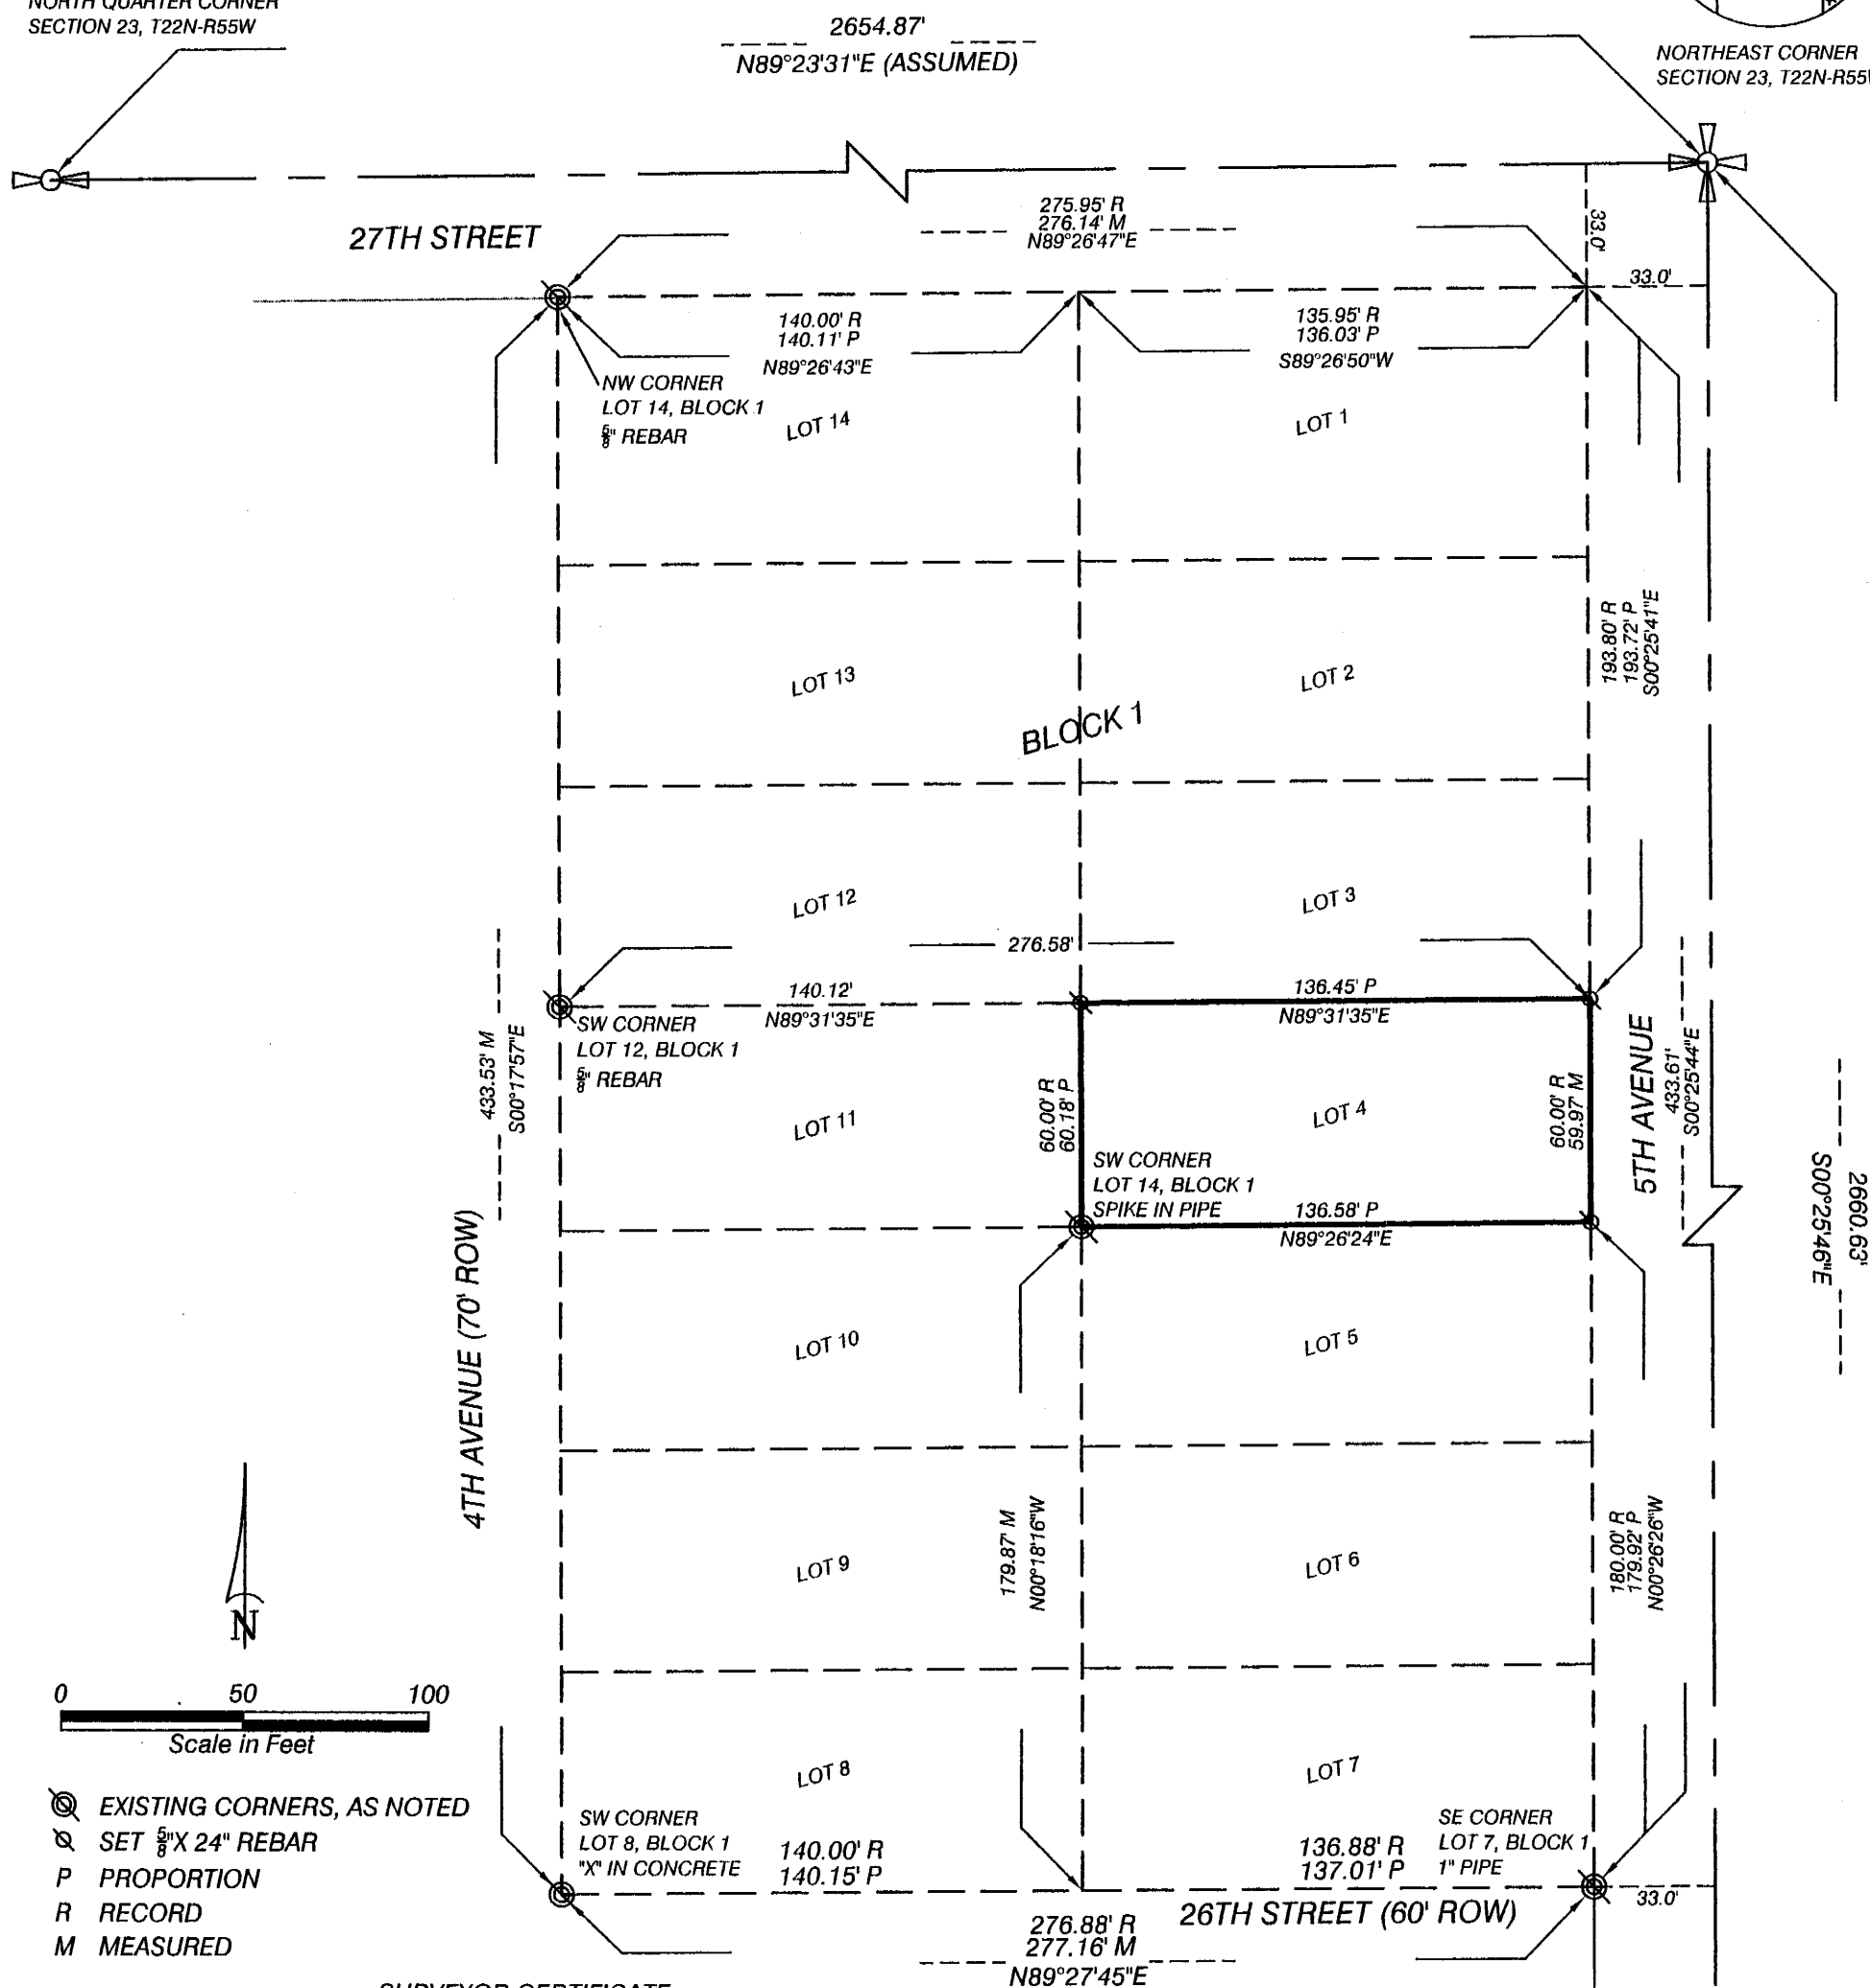 NORTH QUARTER CORNER
SECTION 23, T22N-R55W
2654.87'
N89°23'31"E (ASSUMED)
NORTHEAST CORNER
SECTION 23, T22N-R55W
27TH STREET
275.95' R
276.14' M
N89°26'47"E
33.0'
33.0'
140.00' R
140.11' P
N89°26'43"E
135.95' R
136.03' P
S89°26'50"W
NW CORNER
LOT 14, BLOCK 1
5/8" REBAR
LOT 14
LOT 1
193.80' R
193.72' P
S00°25'41"E
LOT 13
LOT 2
BLOCK 1
LOT 12
LOT 3
276.58'
140.12'
N89°31'35"E
136.45' P
N89°31'35"E
SW CORNER
LOT 12, BLOCK 1
5/8" REBAR
433.53' M
S00°17'57"E
LOT 11
60.00' R
60.18' P
LOT 4
60.00' R
59.97' M
5TH AVENUE
433.61'
S00°25'44"E
2660.63'
S00°25'46"E
SW CORNER
LOT 14, BLOCK 1
SPIKE IN PIPE
136.58' P
N89°26'24"E
4TH AVENUE (70' ROW)
LOT 10
LOT 5
179.87' M
N00°18'16"W
180.00' R
179.92' P
N00°26'26"W
LOT 9
LOT 6
N
0 50 100
Scale in Feet
LOT 8
LOT 7
EXISTING CORNERS, AS NOTED
SET 5/8"X 24" REBAR
P PROPORTION
R RECORD
M MEASURED
SW CORNER
LOT 8, BLOCK 1
"X" IN CONCRETE
140.00' R
140.15' P
136.88' R
137.01' P
SE CORNER
LOT 7, BLOCK 1
1" PIPE
33.0'
26TH STREET (60' ROW)
276.88' R
277.16' M
N89°27'45"E
SURVEYOR CERTIFICATE